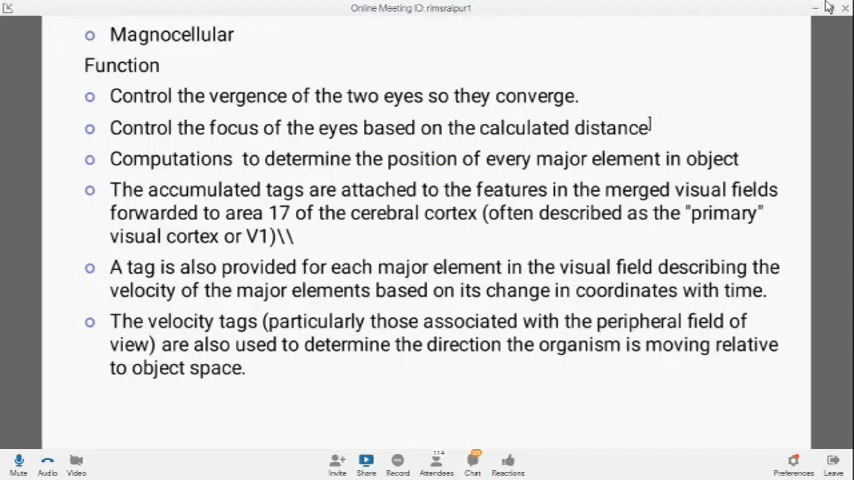 Online Meeting ID: rimsraipur1
Magnocellular
Function
Control the vergence of the two eyes so they converge.
Control the focus of the eyes based on the calculated distance]
Computations to determine the position of every major element in object
The accumulated tags are attached to the features in the merged visual fields
forwarded to area 17 of the cerebral cortex (often described as the "primary"
visual cortex or V1)\\
A tag is also provided for each major element in the visual field describing the
velocity of the major elements based on its change in coordinates with time.
The velocity tags (particularly those associated with the peripheral field of
view) are also used to determine the direction the organism is moving relative
to object space.
114
Mute Audio Video Invite Share Record Attendees Chat Reactions Preferences Leave